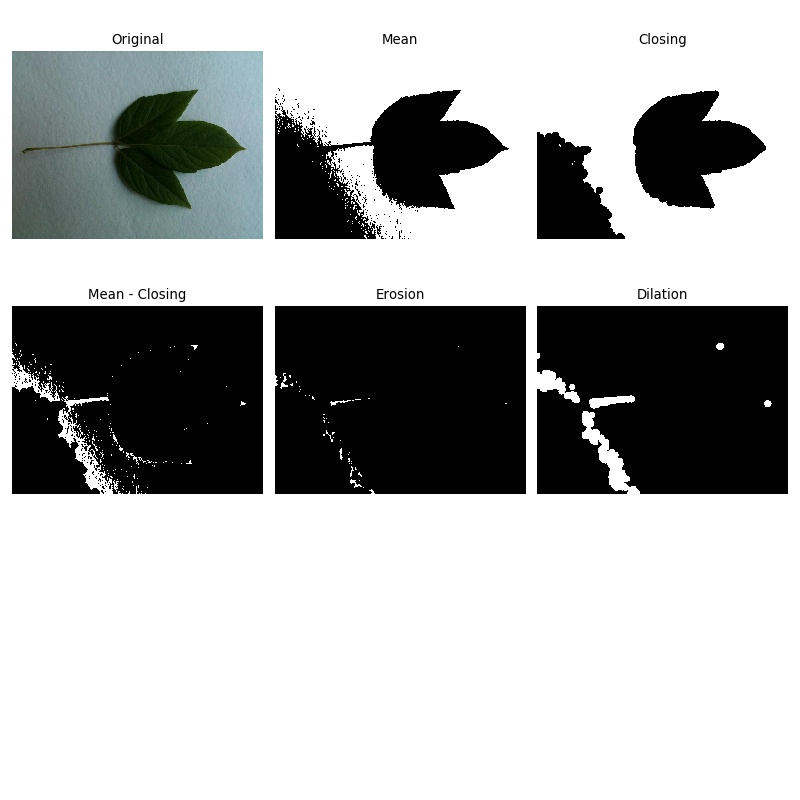 Original
Mean
Closing
Mean - Closing
Erosion
Dilation